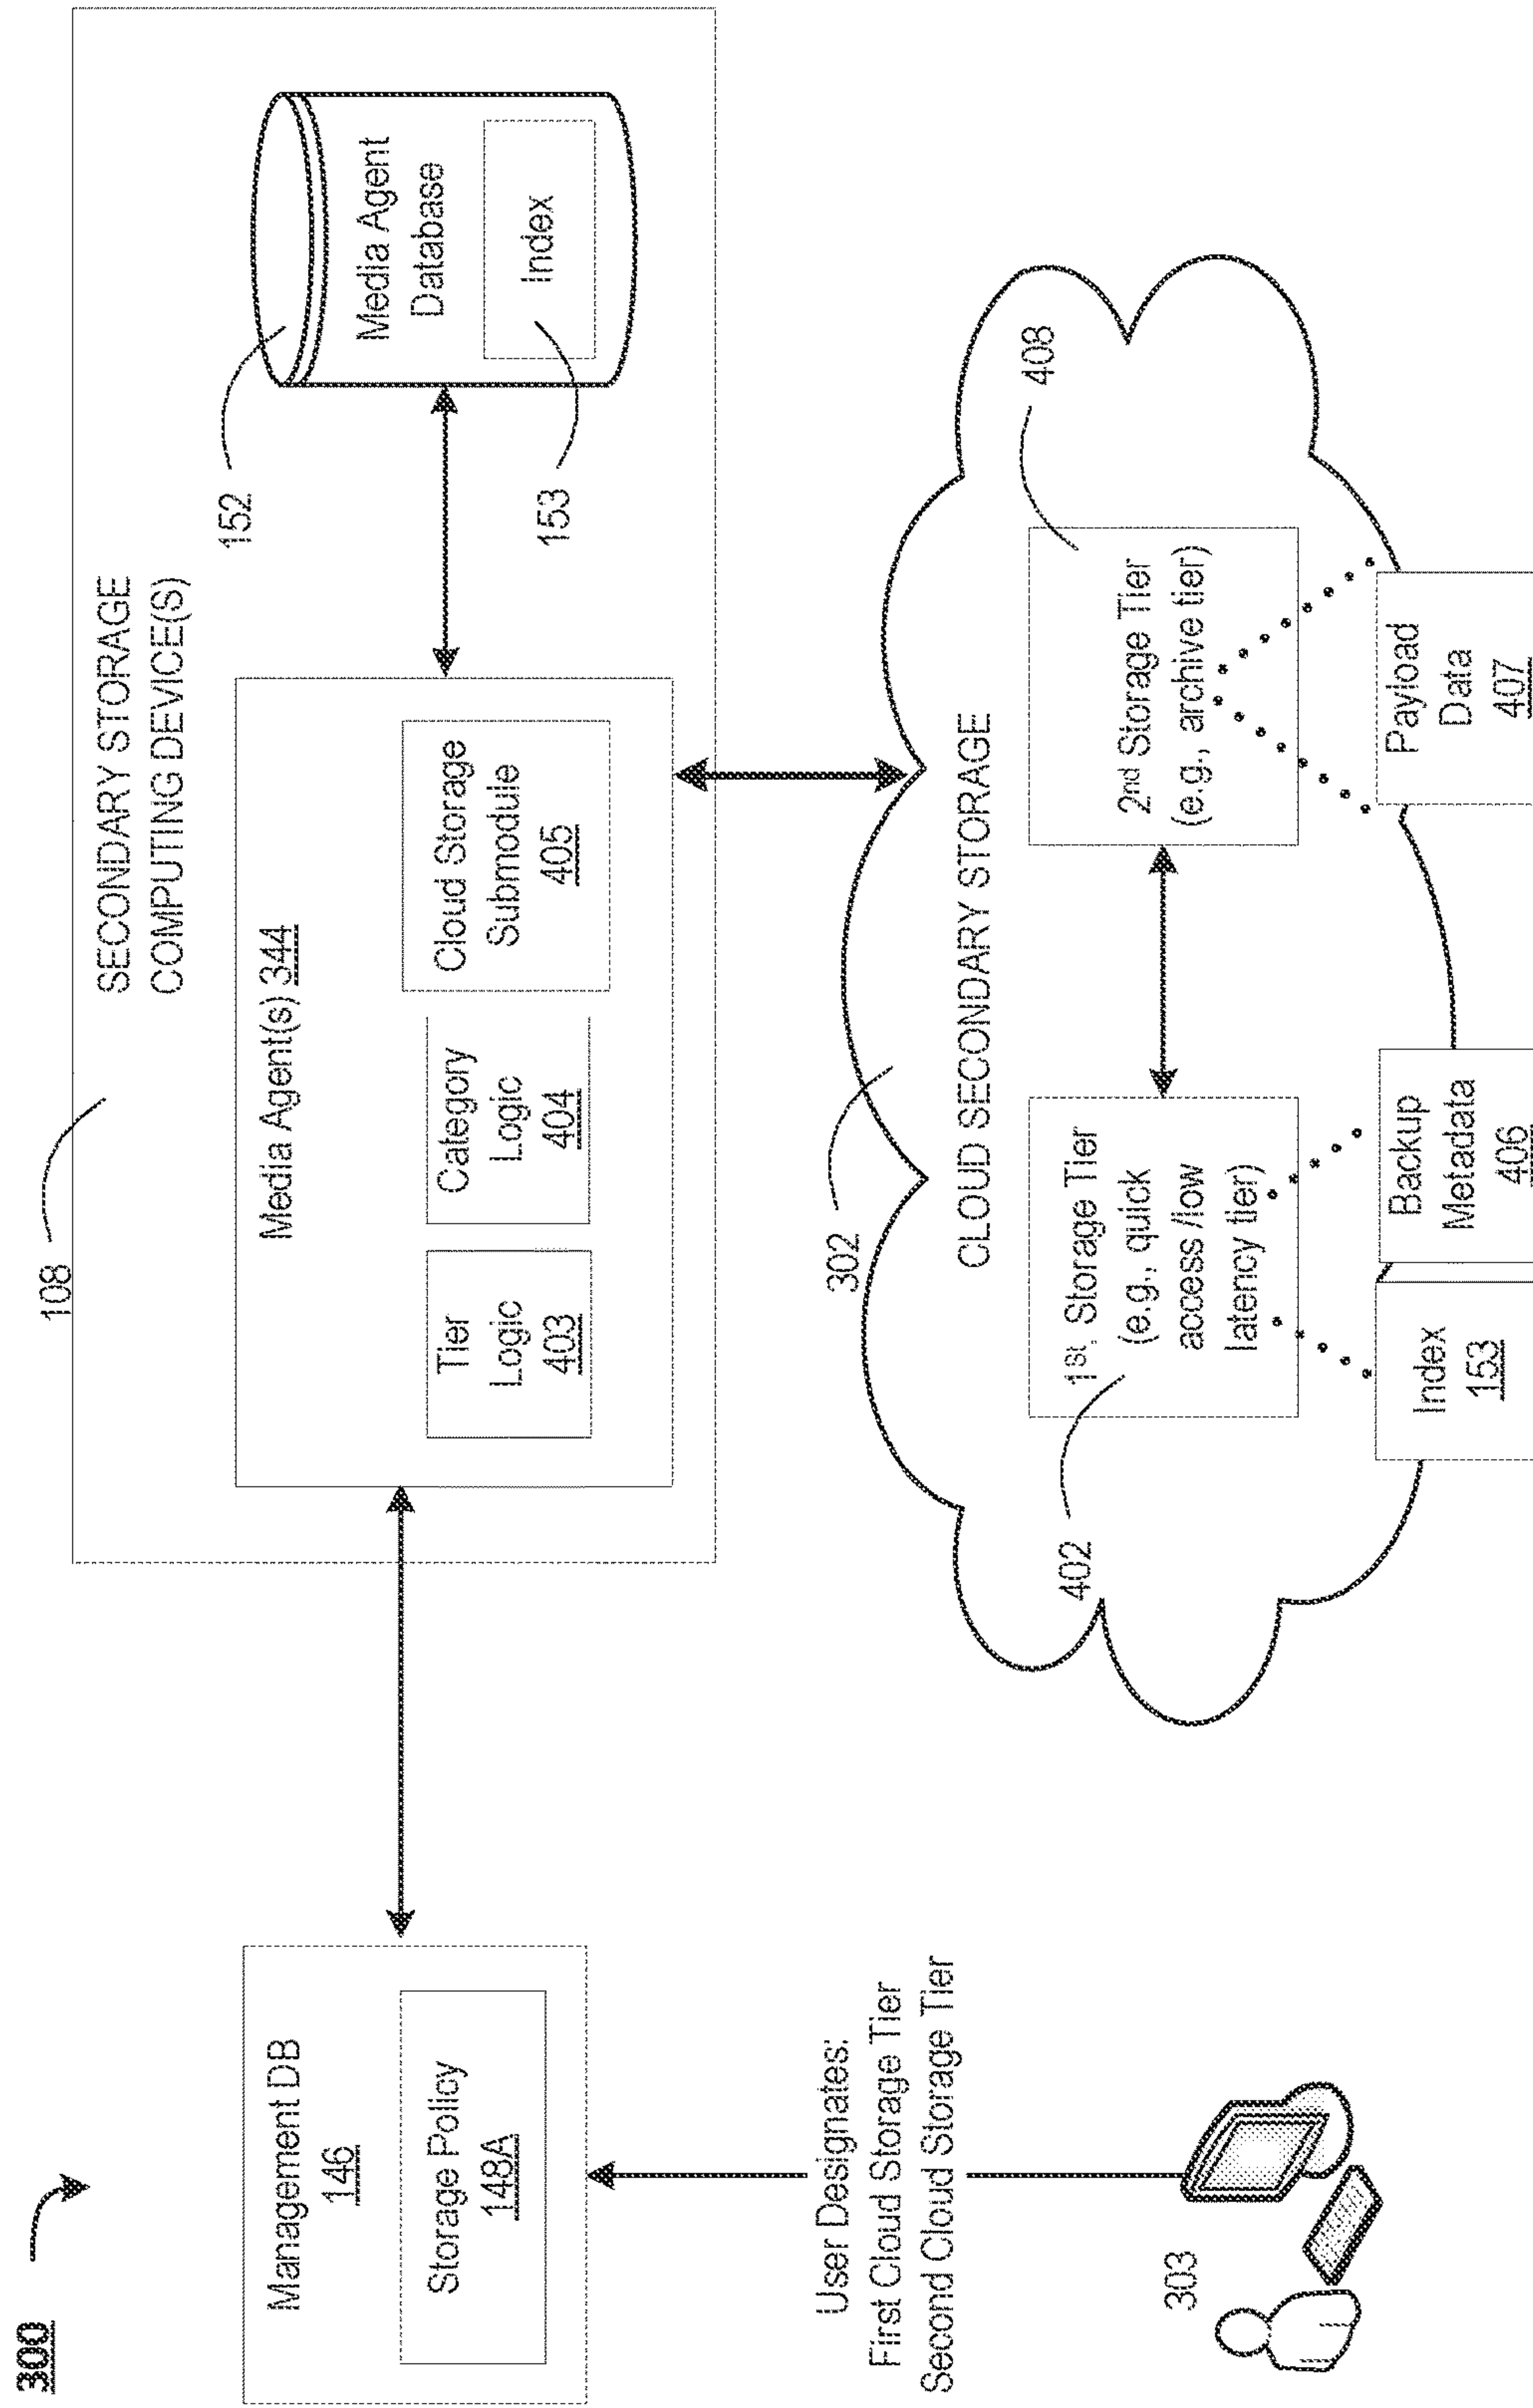 300
Management DB
146
Storage Policy
148A
User Designates:
First Cloud Storage Tier
Second Cloud Storage Tier
303
108
SECONDARY STORAGE
COMPUTING DEVICE(S)
Media Agent(s) 344
Tier
Logic
403
Category
Logic
404
Cloud Storage
Submodule
405
152
Media Agent
Database
Index
153
302
CLOUD SECONDARY STORAGE
402
1st. Storage Tier
(e.g., quick
access /low
latency tier)
408
2nd Storage Tier
(e.g., archive tier)
Index
153
Backup
Metadata
406
Payload
Data
407